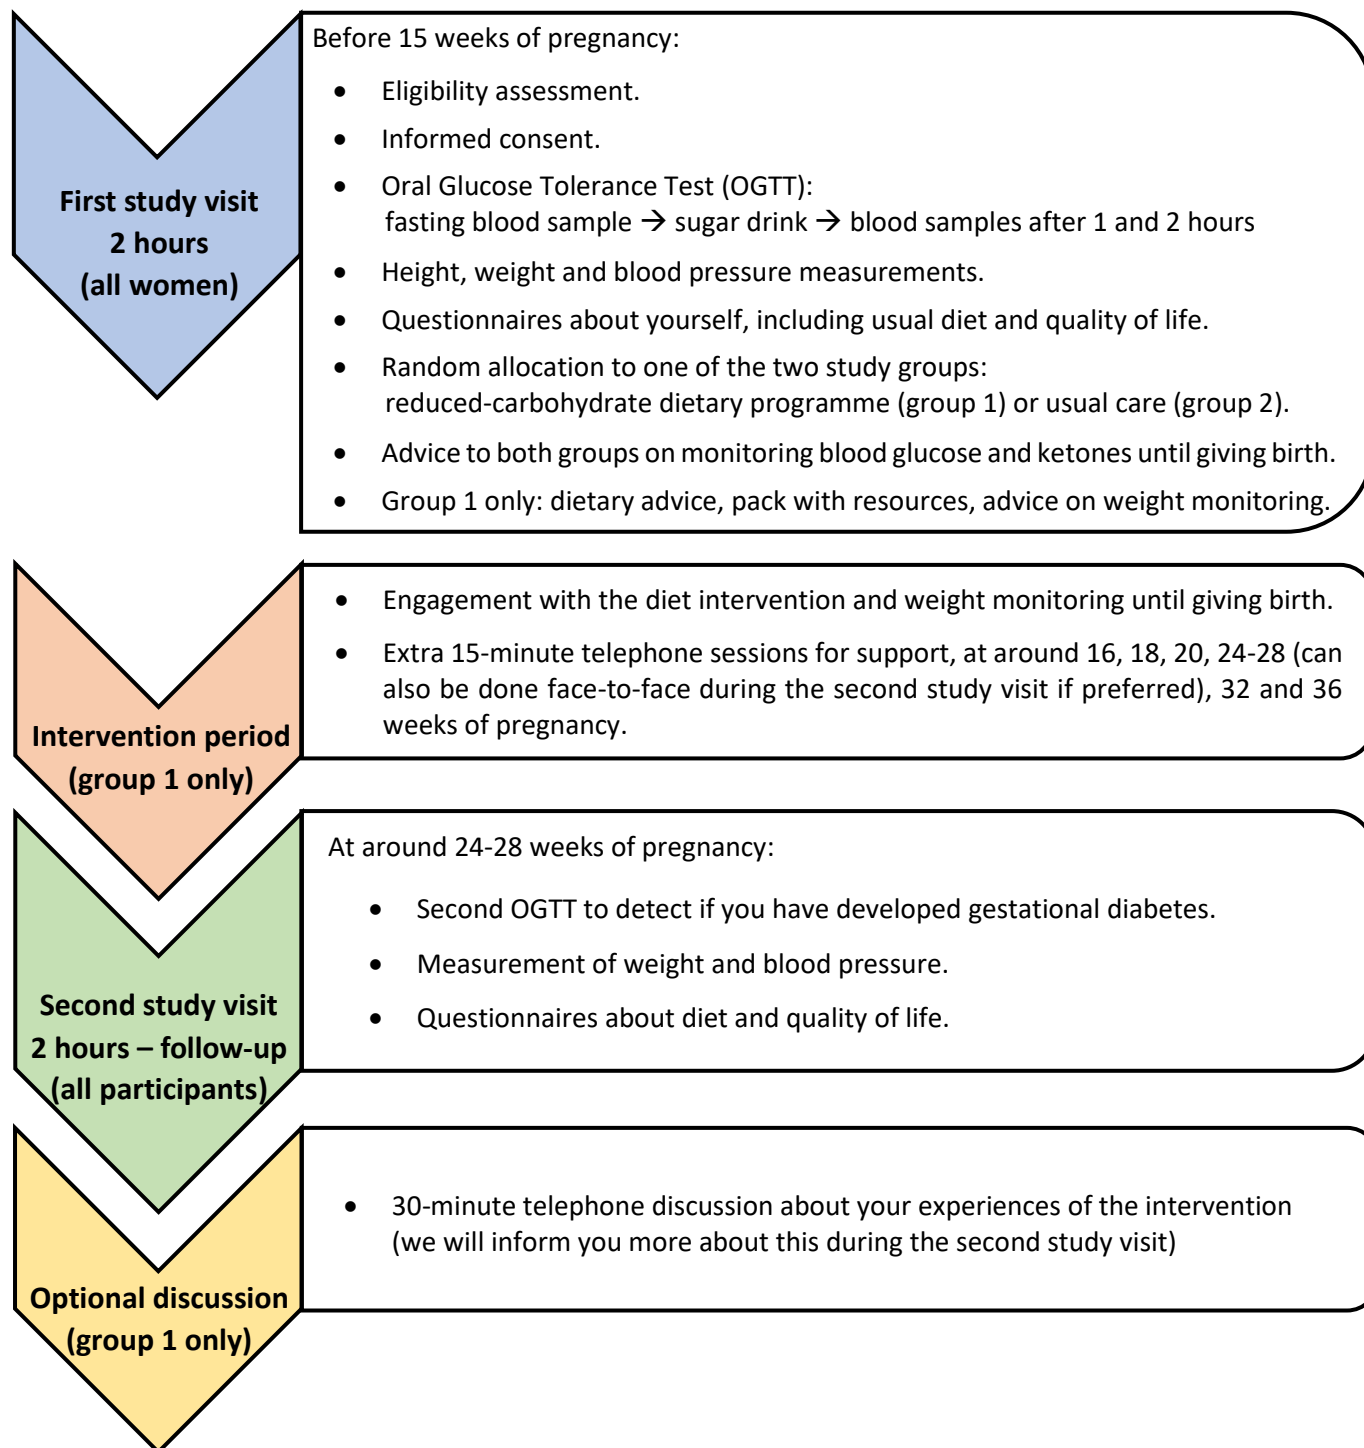 First study visit
2 hours
(all women)
Before 15 weeks of pregnancy:
• Eligibility assessment.
• Informed consent.
• Oral Glucose Tolerance Test (OGTT):
fasting blood sample → sugar drink → blood samples after 1 and 2 hours
• Height, weight and blood pressure measurements.
• Questionnaires about yourself, including usual diet and quality of life.
• Random allocation to one of the two study groups:
reduced-carbohydrate dietary programme (group 1) or usual care (group 2).
• Advice to both groups on monitoring blood glucose and ketones until giving birth.
• Group 1 only: dietary advice, pack with resources, advice on weight monitoring.
Intervention period
(group 1 only)
• Engagement with the diet intervention and weight monitoring until giving birth.
• Extra 15-minute telephone sessions for support, at around 16, 18, 20, 24-28 (can
also be done face-to-face during the second study visit if preferred), 32 and 36
weeks of pregnancy.
Second study visit
2 hours – follow-up
(all participants)
At around 24-28 weeks of pregnancy:
• Second OGTT to detect if you have developed gestational diabetes.
• Measurement of weight and blood pressure.
• Questionnaires about diet and quality of life.
Optional discussion
(group 1 only)
• 30-minute telephone discussion about your experiences of the intervention
(we will inform you more about this during the second study visit)